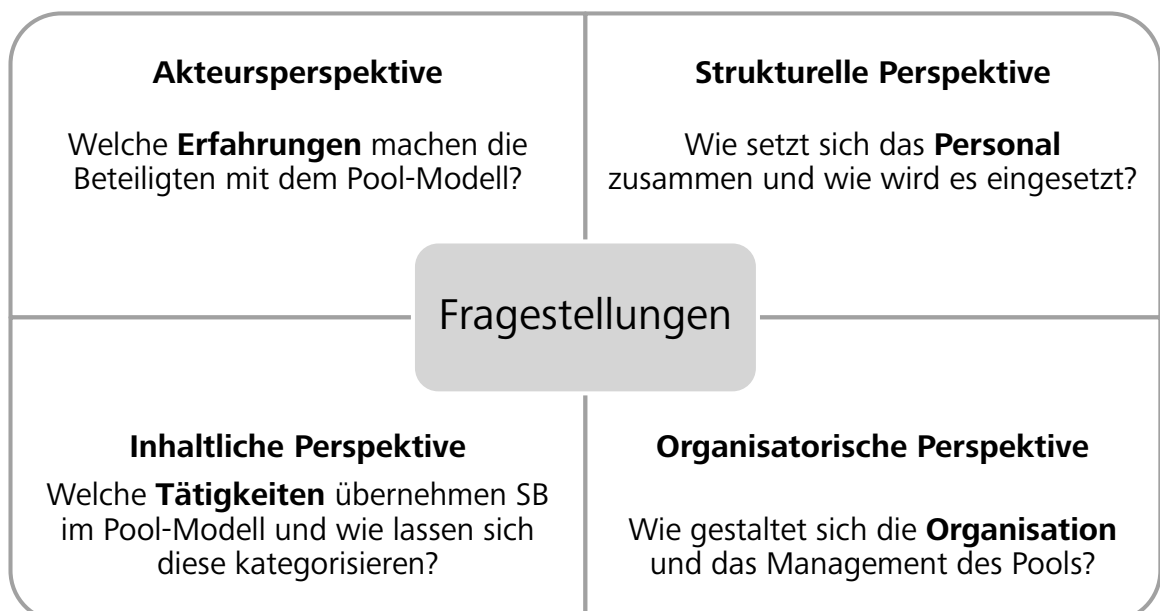 Akteursperspektive
Welche Erfahrungen machen die
Beteiligten mit dem Pool-Modell?
Strukturelle Perspektive
Wie setzt sich das Personal
zusammen und wie wird es eingesetzt?
Fragestellungen
Inhaltliche Perspektive
Welche Tätigkeiten übernehmen SB
im Pool-Modell und wie lassen sich
diese kategorisieren?
Organisatorische Perspektive
Wie gestaltet sich die Organisation
und das Management des Pools?